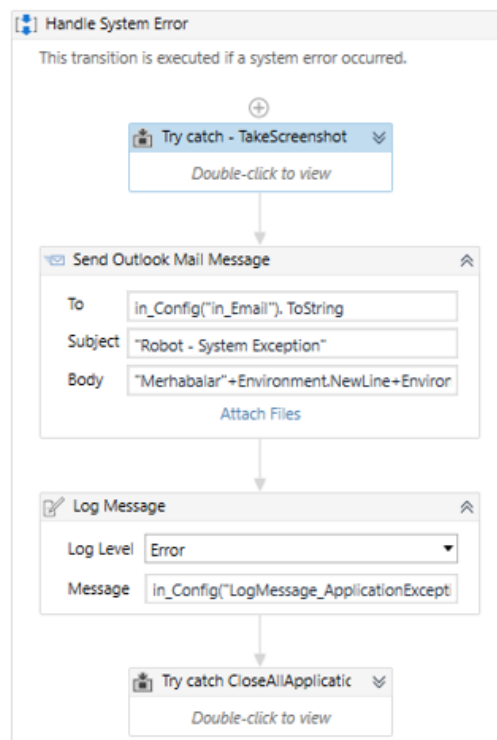 Handle System Error
This transition is executed if a system error occurred.
Try catch - TakeScreenshot
Double-click to view
Send Outlook Mail Message
To in_Config("in_Email"). ToString
Subject "Robot - System Exception"
Body "Merhabalar"+Environment.NewLine+Environ
Attach Files
Log Message
Log Level Error
Message in_Config("LogMessage_ApplicationExcepti
Try catch CloseAllApplicatic
Double-click to view